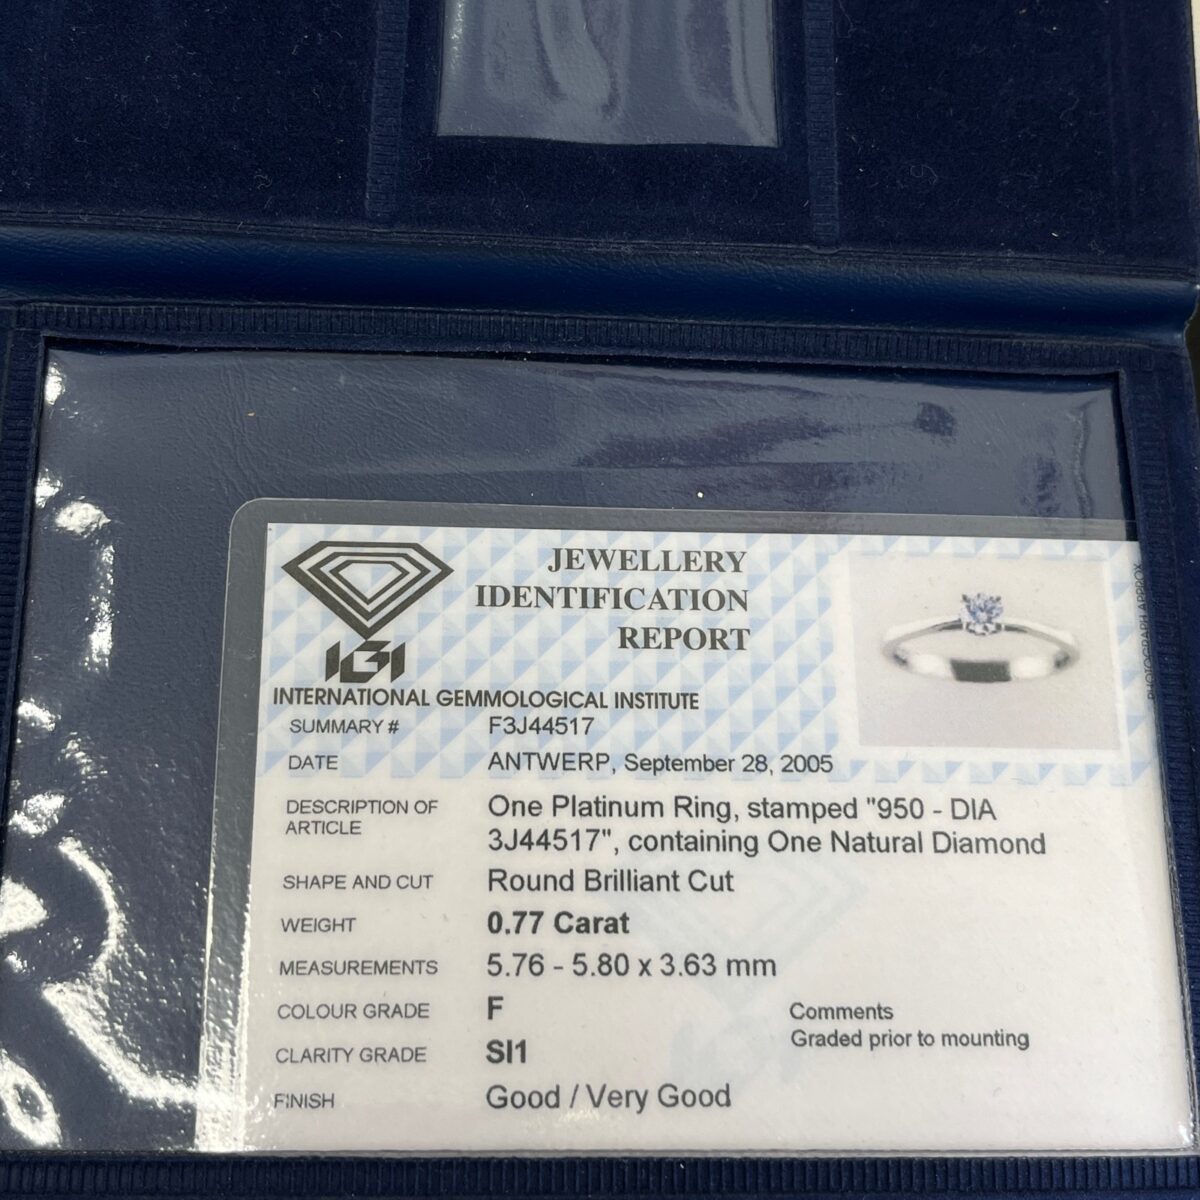 JEWELLERY
IDENTIFICATION
REPORT
IGI
INTERNATIONAL GEMMOLOGICAL INSTITUTE
PHOTOGRAPH APPROX
SUMMARY # F3J44517
DATE ANTWERP, September 28, 2005
DESCRIPTION OF ARTICLE One Platinum Ring, stamped "950 - DIA
3J44517", containing One Natural Diamond
SHAPE AND CUT Round Brilliant Cut
WEIGHT 0.77 Carat
MEASUREMENTS 5.76 - 5.80 x 3.63 mm
COLOUR GRADE F
CLARITY GRADE SI1
FINISH Good / Very Good
Comments
Graded prior to mounting